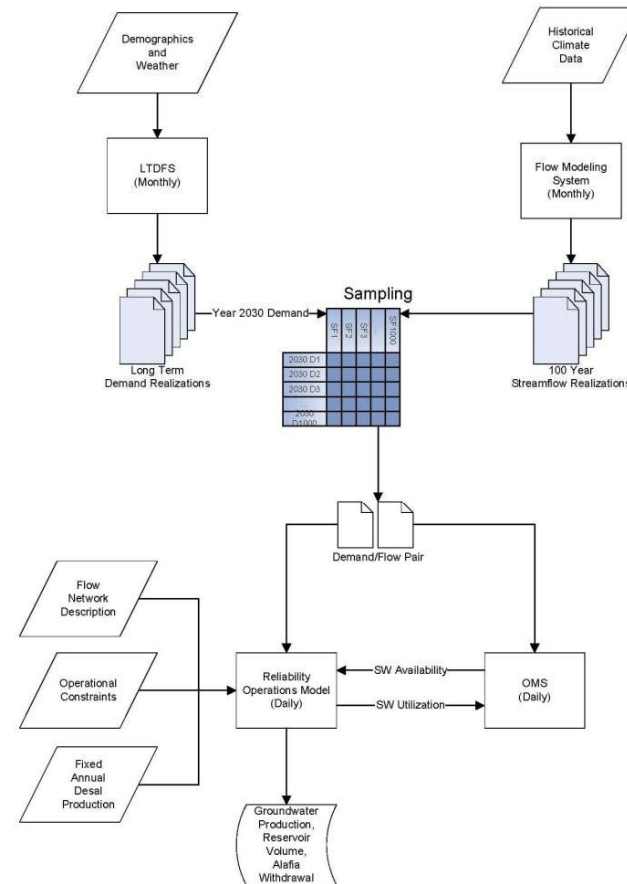 Demographics
and
Weather
Historical
Climate
Data
LTDFS
(Monthly)
Flow Modeling
System
(Monthly)
Sampling
Year 2030 Demand
SF1
SF2
SF3
SF1000
2030 D1
2030 D2
2030 D3
2030
D1000
Long Term
Demand Realizations
100 Year
Streamflow Realizations
Demand/Flow Pair
Flow
Network
Description
Operational
Constraints
Fixed
Annual
Desal
Production
Reliability
Operations Model
(Daily)
SW Availability
SW Utilization
OMS
(Daily)
Groundwater
Production,
Reservoir
Volume,
Alafia
Withdrawal